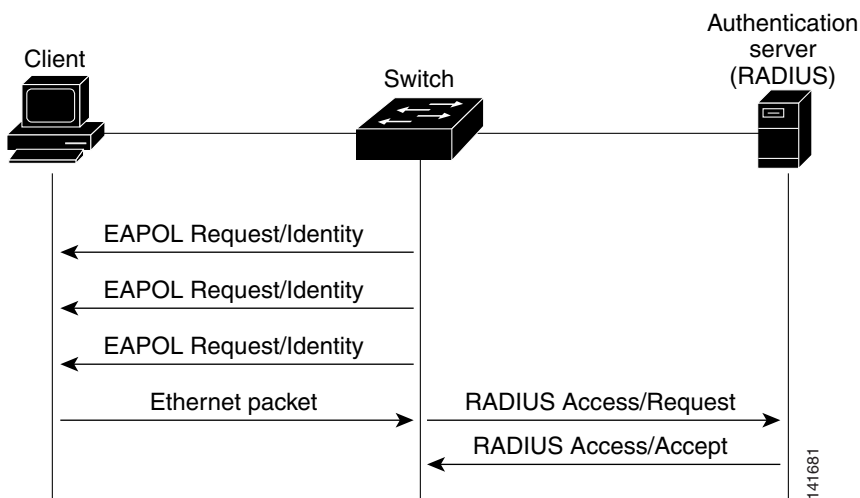 Authentication
server
(RADIUS)
Client
Switch
EAPOL Request/Identity
EAPOL Request/Identity
EAPOL Request/Identity
Ethernet packet
RADIUS Access/Request
RADIUS Access/Accept
141681